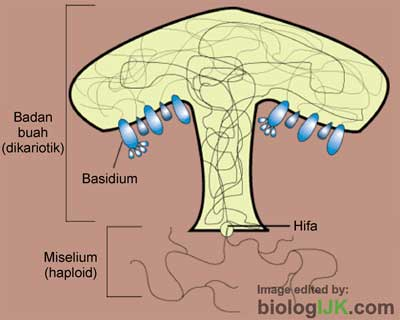 Badan
buah
(dikariotik)
Basidium
Hifa
Miselium
(haploid)
Image edited by:
biologIJK.com